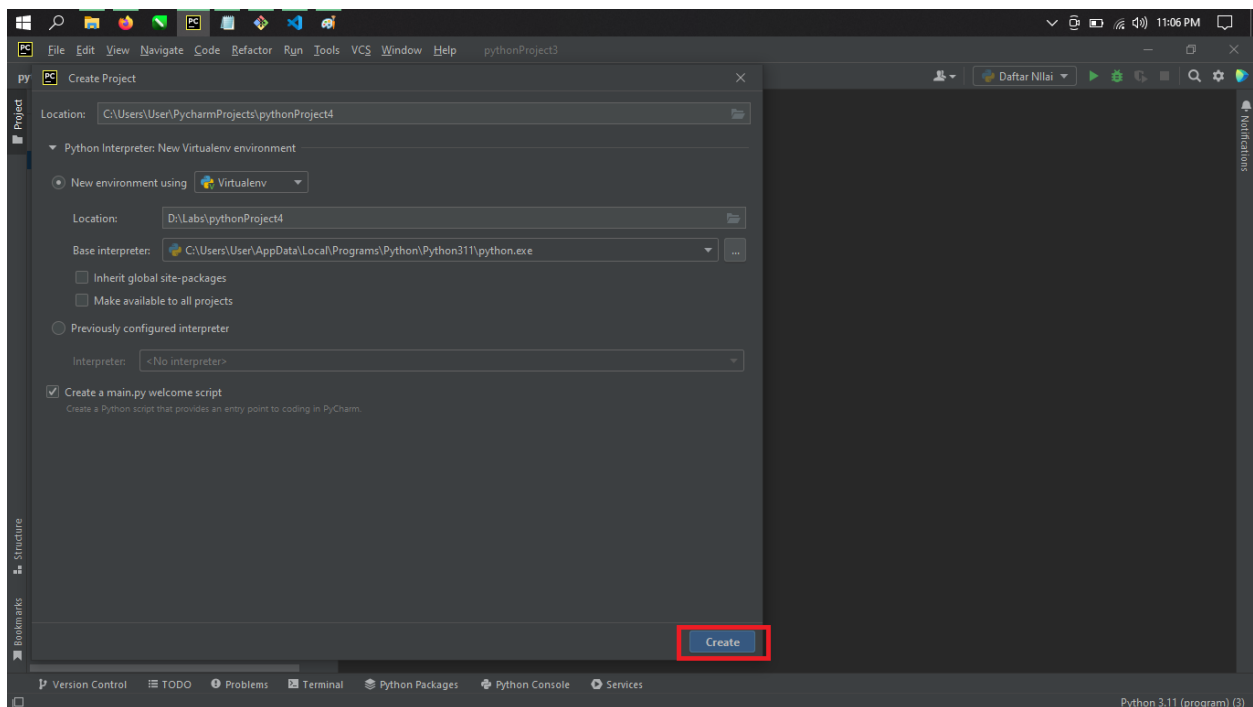 11:06 PM
PC File Edit View Navigate Code Refactor Run Tools VCS Window Help pythonProject3
py PC Create Project
Daftar NIlai
Location: C:\Users\User\PycharmProjects\pythonProject4
Python Interpreter: New Virtualenv environment
New environment using Virtualenv
Location: D:\Labs\pythonProject4
Base interpreter: C:\Users\User\AppData\Local\Programs\Python\Python311\python.exe ...
Inherit global site-packages
Make available to all projects
Previously configured interpreter
Interpreter: <No interpreter>
Create a main.py welcome script
Create a Python script that provides an entry point to coding in PyCharm.
Create
Project
Structure
Bookmarks
Notifications
Version Control TODO Problems Terminal Python Packages Python Console Services
Python 3.11 (program) (3)